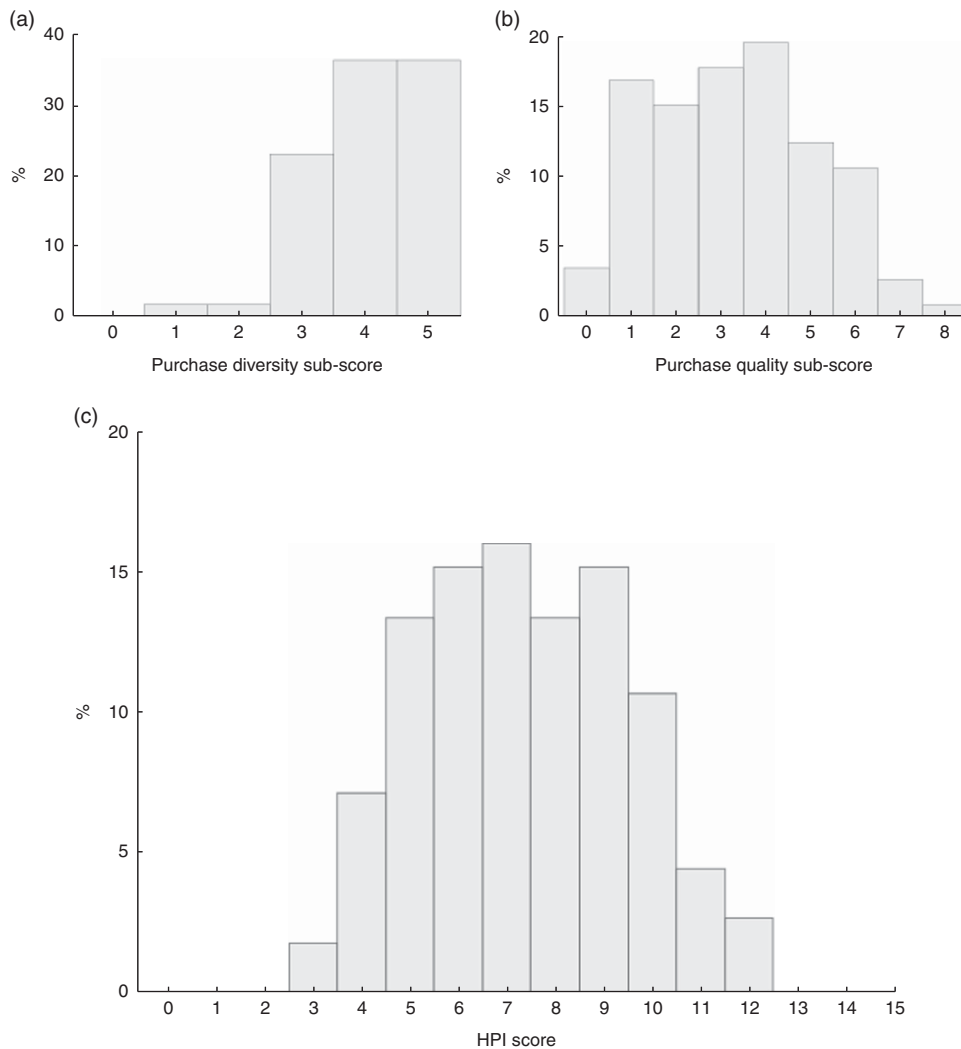 (a)
40
30
20
10
0
%
0 1 2 3 4 5
Purchase diversity sub-score
(b)
20
15
10
5
0
%
0 1 2 3 4 5 6 7 8
Purchase quality sub-score
(c)
20
15
10
5
0
%
0 1 2 3 4 5 6 7 8 9 10 11 12 13 14 15
HPI score